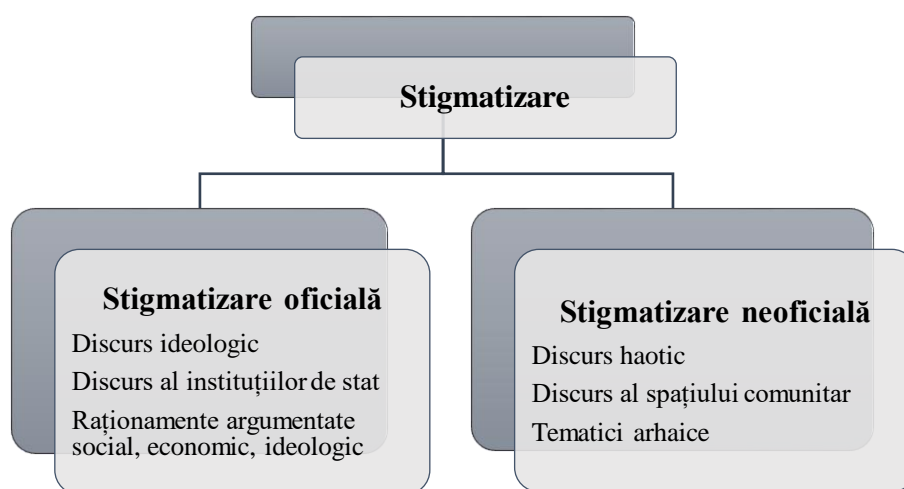 Stigmatizare
Stigmatizare oficială
Discurs ideologic
Discurs al instituțiilor de stat
Raționamente argumentate
social, economic, ideologic
Stigmatizare neoficială
Discurs haotic
Discurs al spațiului comunitar
Tematici arhaice